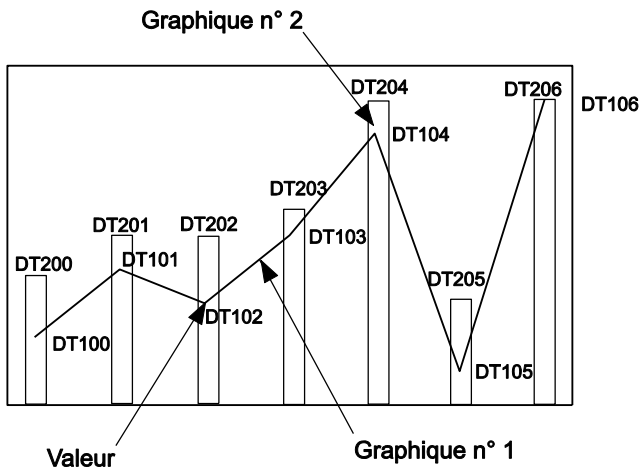 Graphique n° 2
DT204
DT206
DT106
DT104
DT203
DT201
DT202
DT103
DT101
DT200
DT205
DT102
DT100
DT105
Valeur
Graphique n° 1